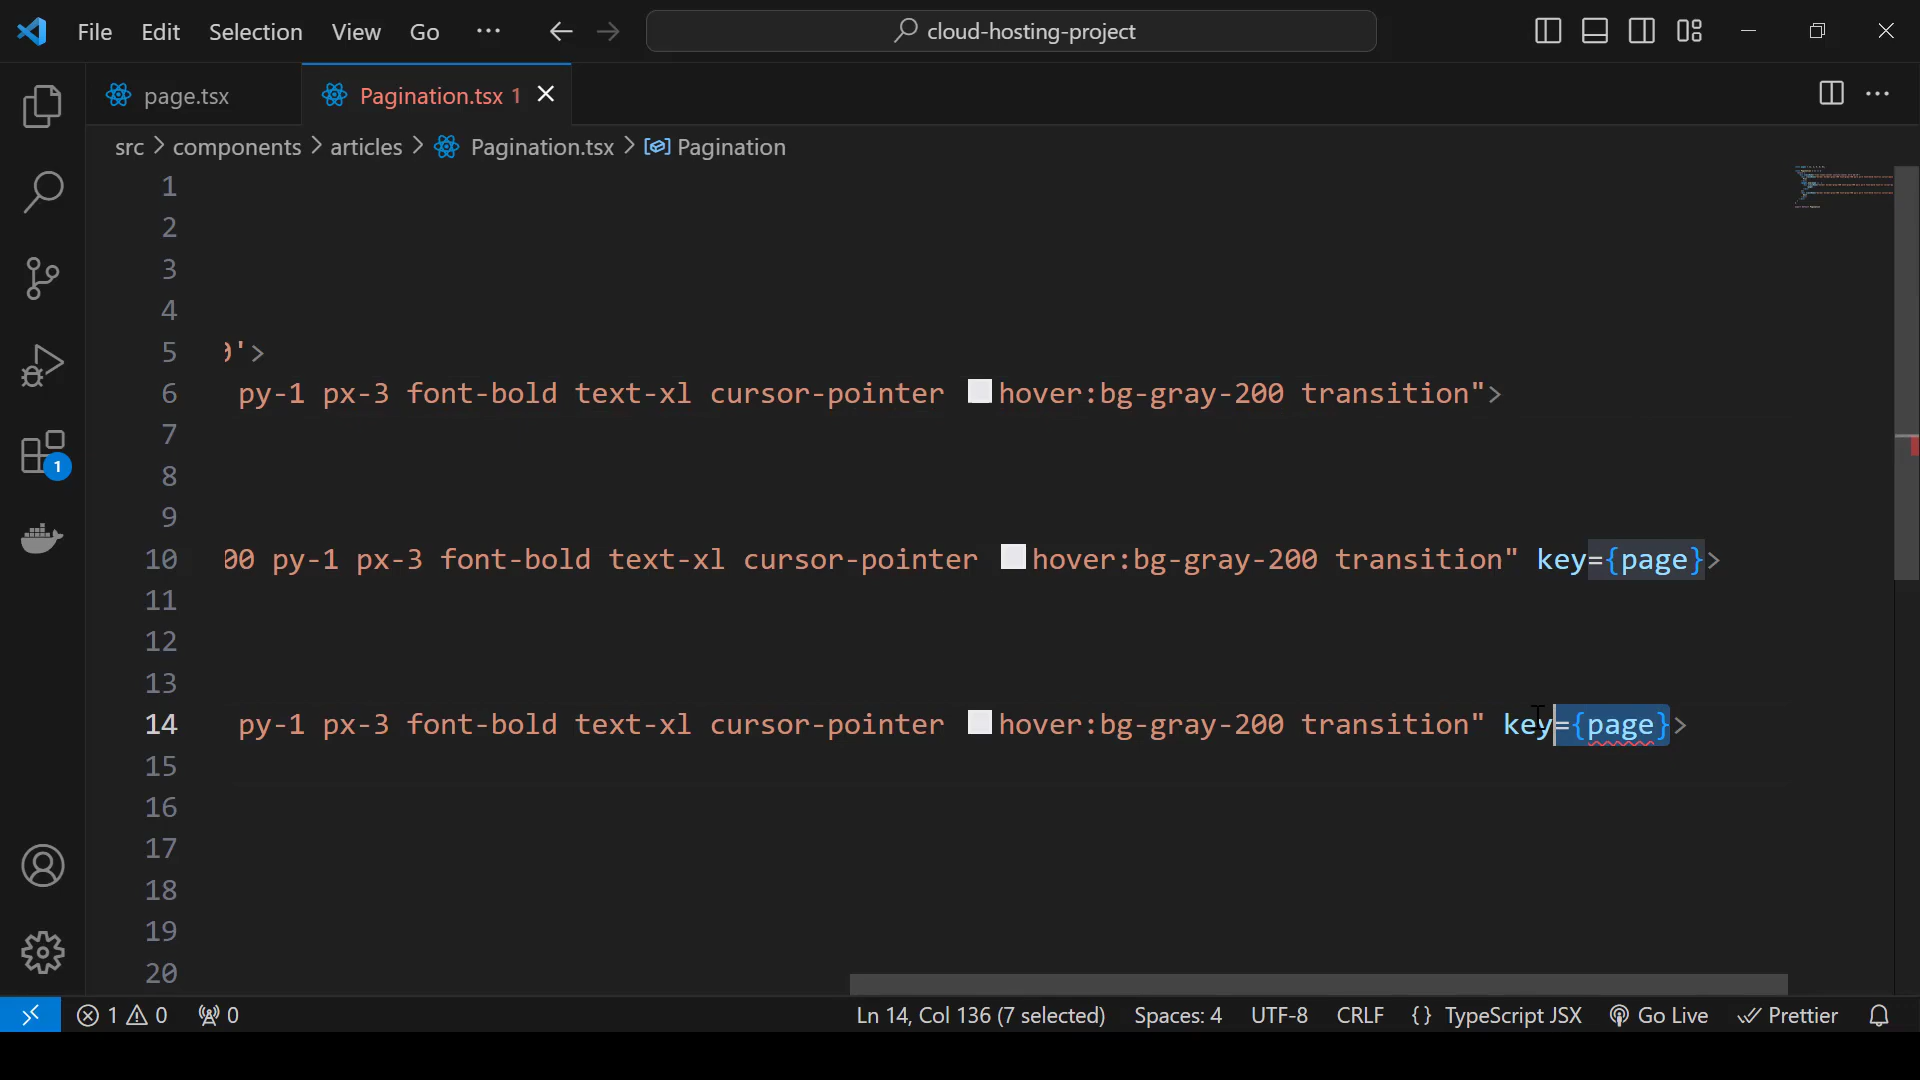 File Edit Selection View Go ··· cloud-hosting-project
page.tsx Pagination.tsx 1
src > components > articles > Pagination.tsx > Pagination
1
2
3
4
5 '>
6 py-1 px-3 font-bold text-xl cursor-pointer hover:bg-gray-200 transition">
7
8
9
10 00 py-1 px-3 font-bold text-xl cursor-pointer hover:bg-gray-200 transition" key={page}>
11
12
13
14 py-1 px-3 font-bold text-xl cursor-pointer hover:bg-gray-200 transition" key={page}>
15
16
17
18
19
20
1
1 0 0 Ln 14, Col 136 (7 selected) Spaces: 4 UTF-8 CRLF { } TypeScript JSX Go Live Prettier